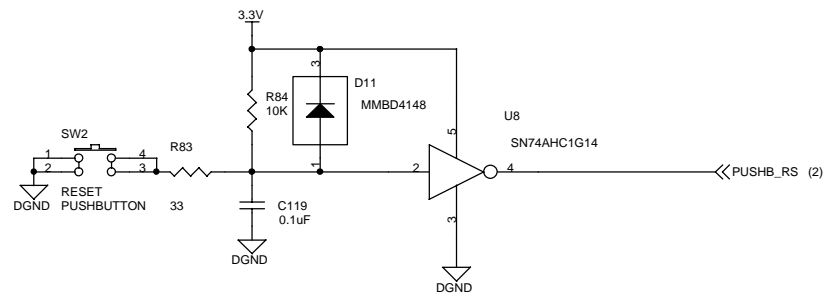 3.3V
3
D11
R84
10K
MMBD4148
U8
5
SN74AHC1G14
SW2
R83
1
4
2
3
1
2
4
PUSHB_RS (2)
RESET
PUSHBUTTON
33
DGND
C119
0.1uF
3
DGND
DGND